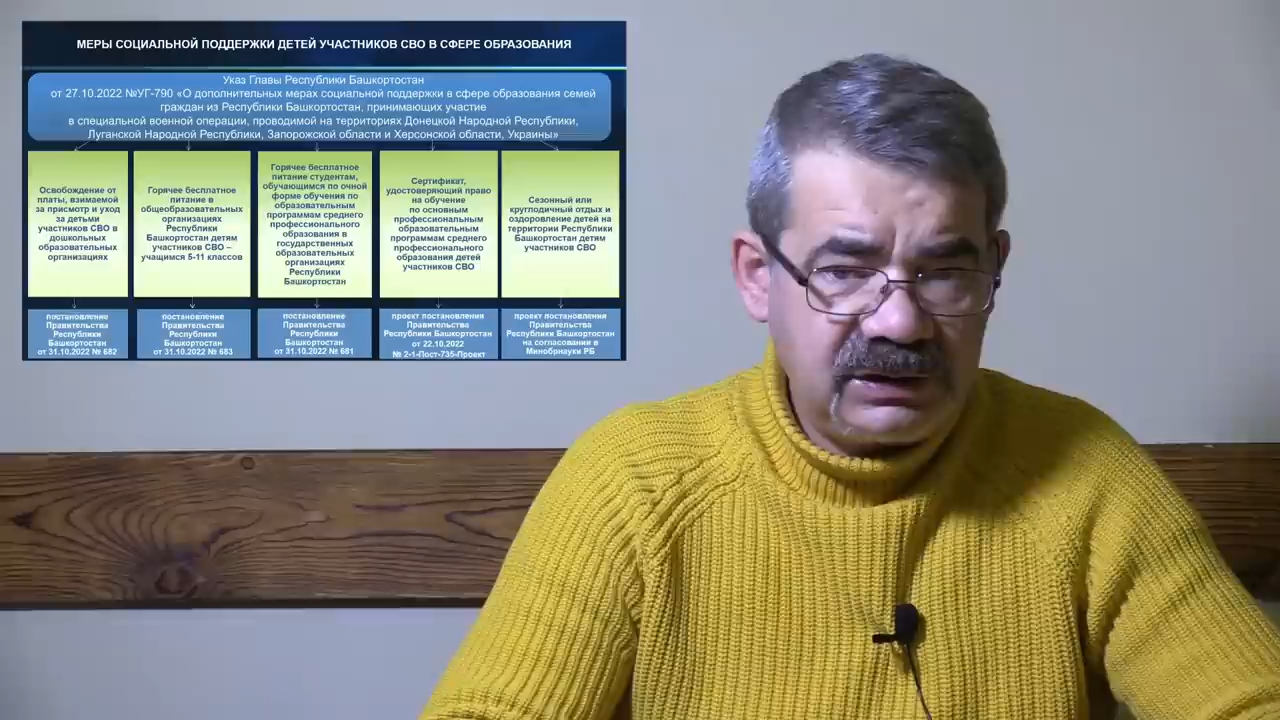 МЕРЫ СОЦИАЛЬНОЙ ПОДДЕРЖКИ ДЕТЕЙ УЧАСТНИКОВ СВО В СФЕРЕ ОБРАЗОВАНИЯ
Указ Главы Республики Башкортостан
от 27.10.2022 №УГ-790 «О дополнительных мерах социальной поддержки в сфере образования семей
граждан из Республики Башкортостан, принимающих участие
в специальной военной операции, проводимой на территориях Донецкой Народной Республики,
Луганской Народной Республики, Запорожской области и Херсонской области, Украины»
Освобождение от
платы, взимаемой
за присмотр и уход
за детьми
участников СВО в
дошкольных
образовательных
организациях
Горячее бесплатное
питание в
общеобразовательных
организациях
Республики
Башкортостан детям
участников СВО –
учащимся 5-11 классов
Горячее бесплатное
питание студентам,
обучающимся по очной
форме обучения по
образовательным
программам среднего
профессионального
образования в
государственных
образовательных
организациях
Республики
Башкортостан
Сертификат,
удостоверяющий право
на обучение
по основным
профессиональным
образовательным
программам среднего
профессионального
образования детей
участников СВО
Сезонный или
круглогодичный отдых и
оздоровление детей на
территории Республики
Башкортостан детям
участников СВО
постановление
Правительства
Республики
Башкортостан
от 31.10.2022 № 682
постановление
Правительства
Республики
Башкортостан
от 31.10.2022 № 683
постановление
Правительства
Республики
Башкортостан
от 31.10.2022 № 681
проект постановления
Правительства
Республики Башкортостан
от 22.10.2022
№ 2-1-Пост-735-Проект
проект постановления
Правительства
Республики Башкортостан
на согласовании в
Минобрнауки РБ